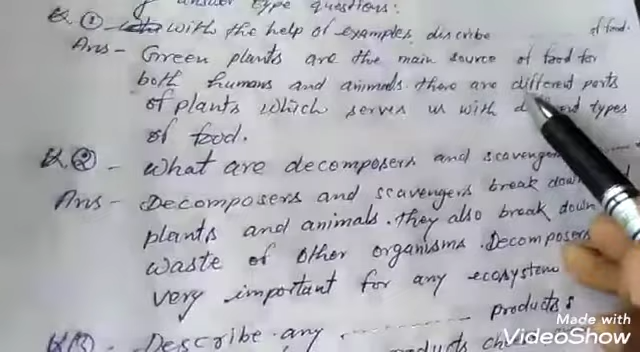 answer type questions:
Q.① - with the help of examples describe of food.
Ans - Green plants are the main source of food for
both humans and animals. there are different parts
of plants which serves us with types
of food.
Q.② - What are decomposers and
Ans - Decomposers and scavengers break down
plants and animals. they also break down
waste of other organisms. Decomposers
very important for any ecosystem
Describe any products
Made with
VideoShow